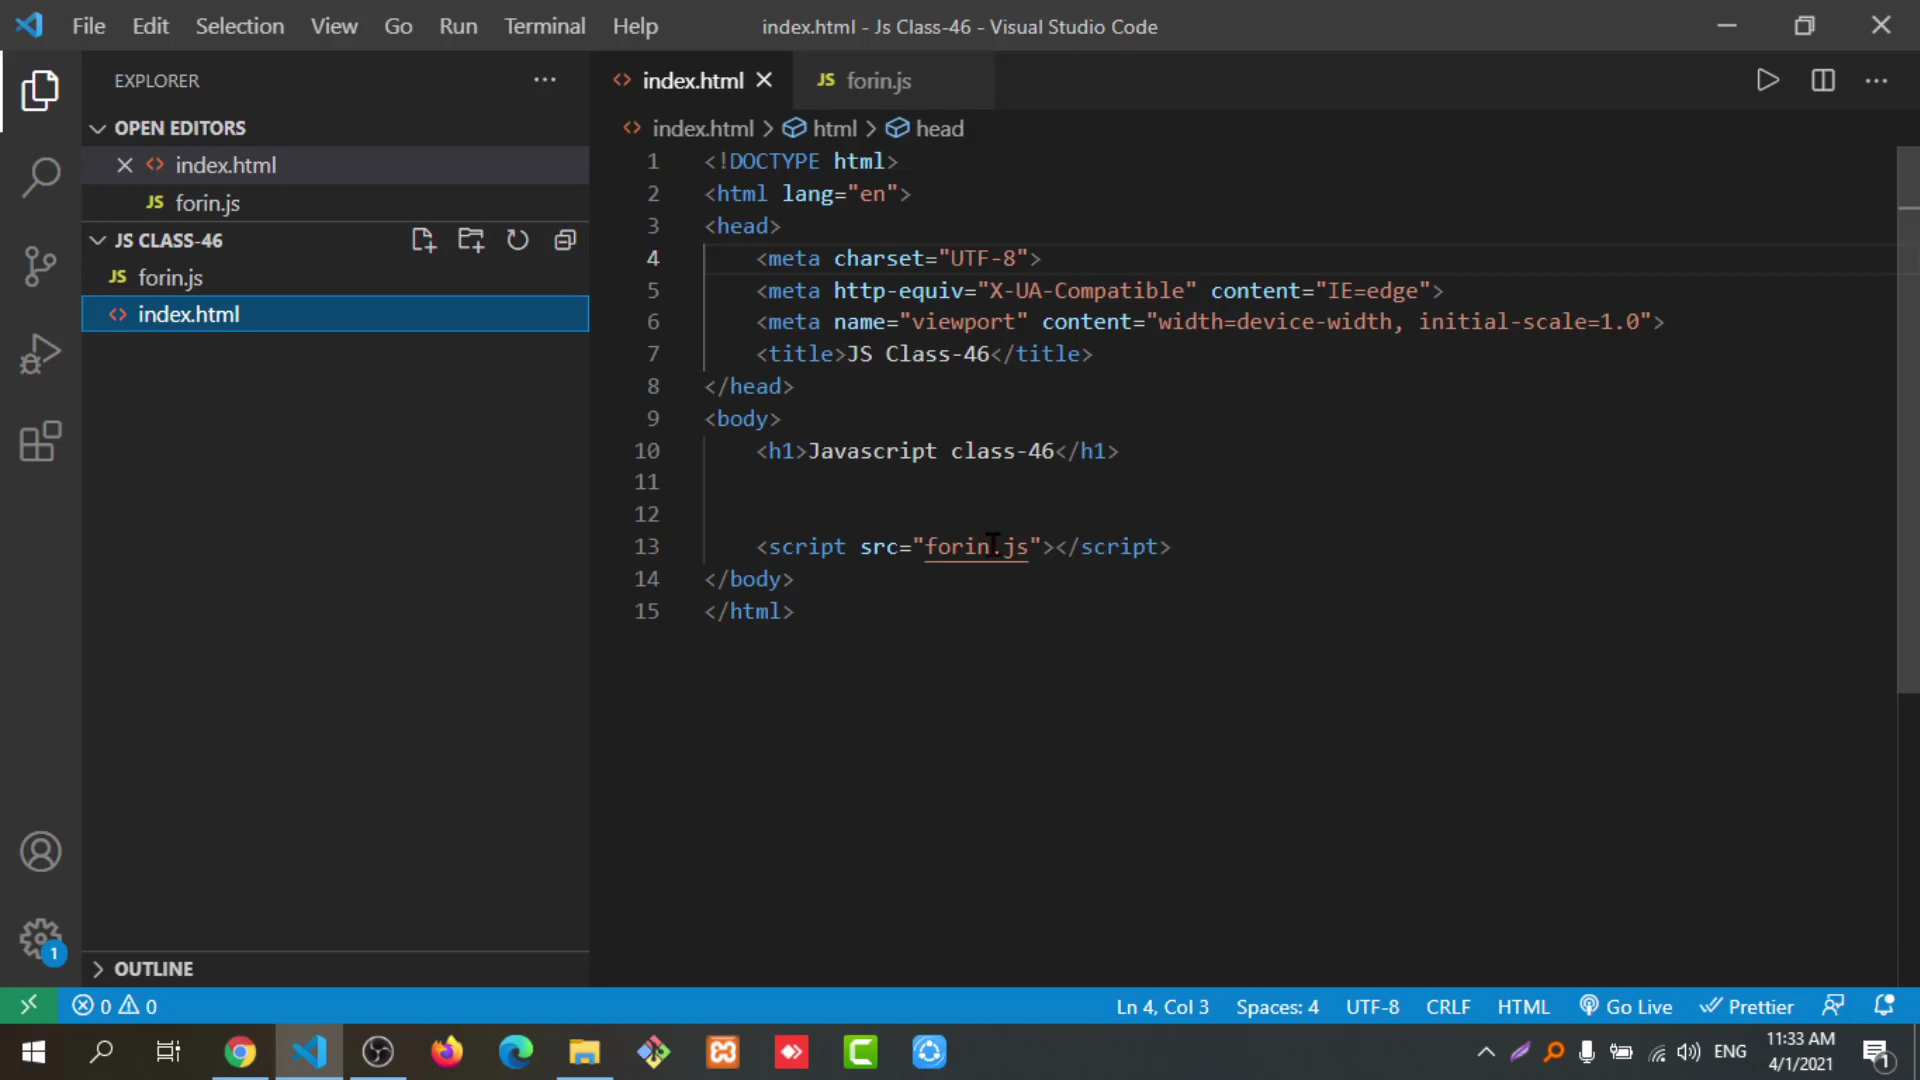 File Edit Selection View Go Run Terminal Help
index.html - Js Class-46 - Visual Studio Code
EXPLORER
OPEN EDITORS
index.html
JS forin.js
JS CLASS-46
JS forin.js
index.html
index.html
JS forin.js
index.html > html > head
1 <!DOCTYPE html>
2 <html lang="en">
3 <head>
4 <meta charset="UTF-8">
5 <meta http-equiv="X-UA-Compatible" content="IE=edge">
6 <meta name="viewport" content="width=device-width, initial-scale=1.0">
7 <title>JS Class-46</title>
8 </head>
9 <body>
10 <h1>Javascript class-46</h1>
11
12
13 <script src="forin.js"></script>
14 </body>
15 </html>
1
OUTLINE
0 0
Ln 4, Col 3 Spaces: 4 UTF-8 CRLF HTML Go Live Prettier
ENG
11:33 AM
4/1/2021
1